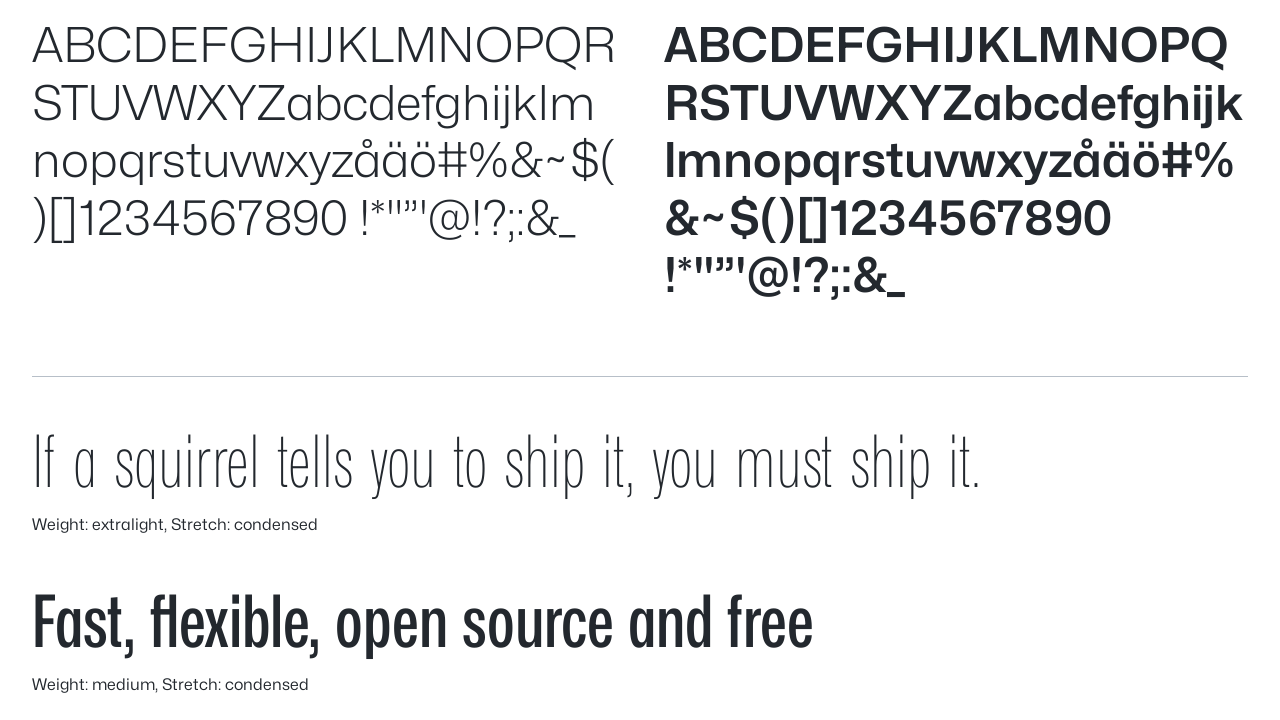 ABCDEFGHIJKLMNOPQR
STUVWXYZabcdefghijklm
nopqrstuvwxyzåäö#%&~$(
)[]1234567890 !*"”'@!?;:&_
ABCDEFGHIJKLMNOPQ
RSTUVWXYZabcdefghijk
lmnopqrstuvwxyzåäö#%
&~$()[]1234567890
!*"”'@!?;:&_
If a squirrel tells you to ship it, you must ship it.
Weight: extralight, Stretch: condensed
Fast, flexible, open source and free
Weight: medium, Stretch: condensed